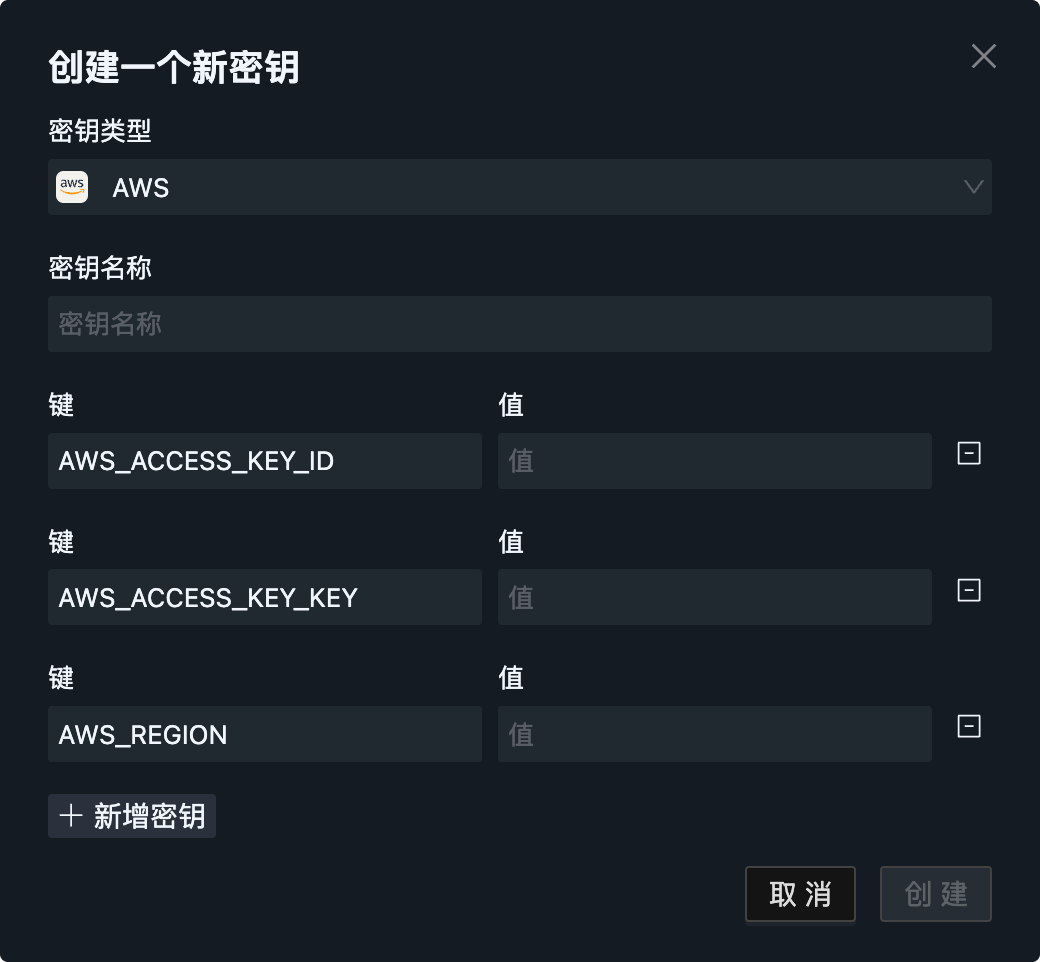 创建一个新密钥
密钥类型
aws AWS
密钥名称
密钥名称
键 值
AWS_ACCESS_KEY_ID 值
键 值
AWS_ACCESS_KEY_KEY 值
键 值
AWS_REGION 值
新增密钥
取消 创建